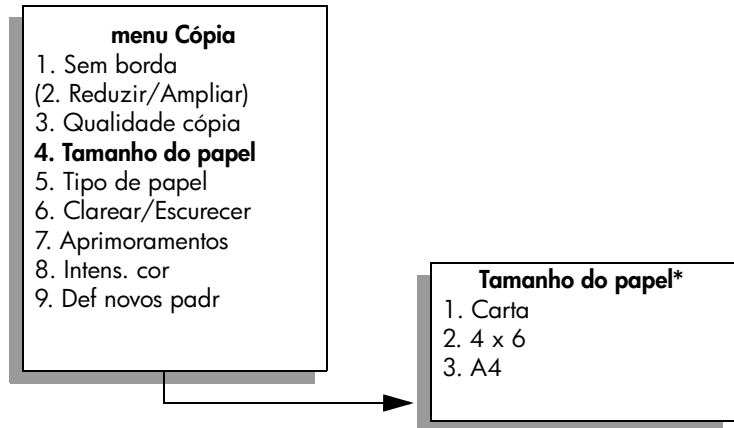 menu Cópia
1. Sem borda
(2. Reduzir/Ampliar)
3. Qualidade cópia
4. Tamanho do papel
5. Tipo de papel
6. Clarear/Escurecer
7. Aprimoramentos
8. Intens. cor
9. Def novos padr
Tamanho do papel*
1. Carta
2. 4 x 6
3. A4